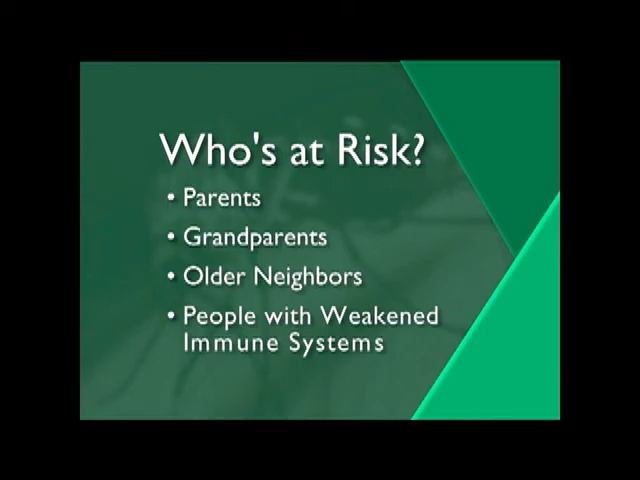 Who's at Risk?
• Parents
• Grandparents
• Older Neighbors
• People with Weakened
Immune Systems